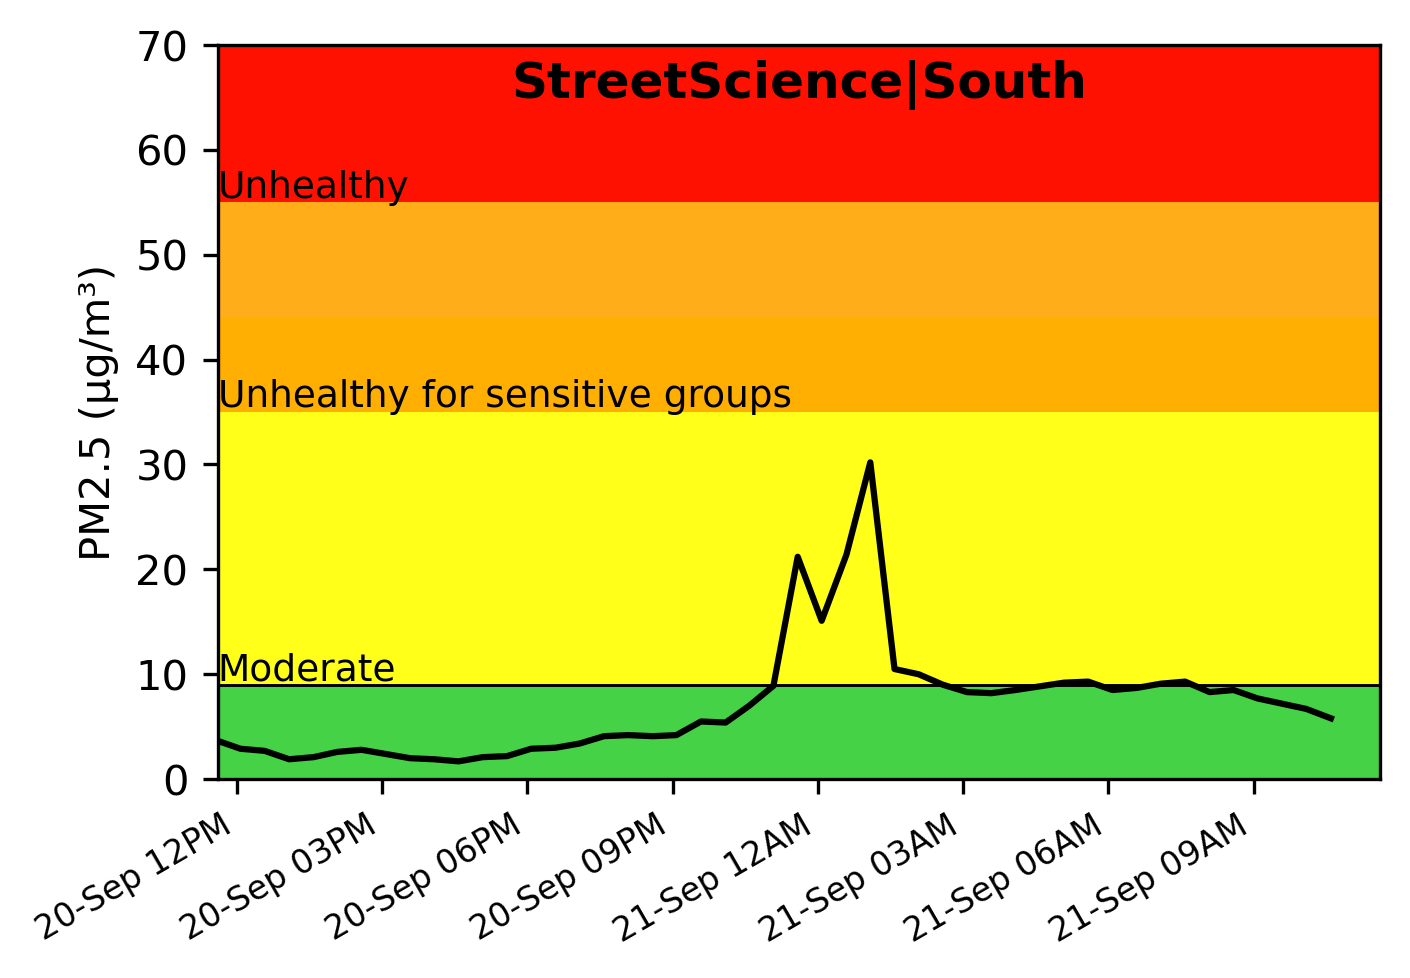 StreetScience|South
PM2.5 (µg/m³)
70
60
50
40
30
20
10
0
Unhealthy
Unhealthy for sensitive groups
Moderate
20-Sep 12PM
20-Sep 03PM
20-Sep 06PM
20-Sep 09PM
21-Sep 12AM
21-Sep 03AM
21-Sep 06AM
21-Sep 09AM